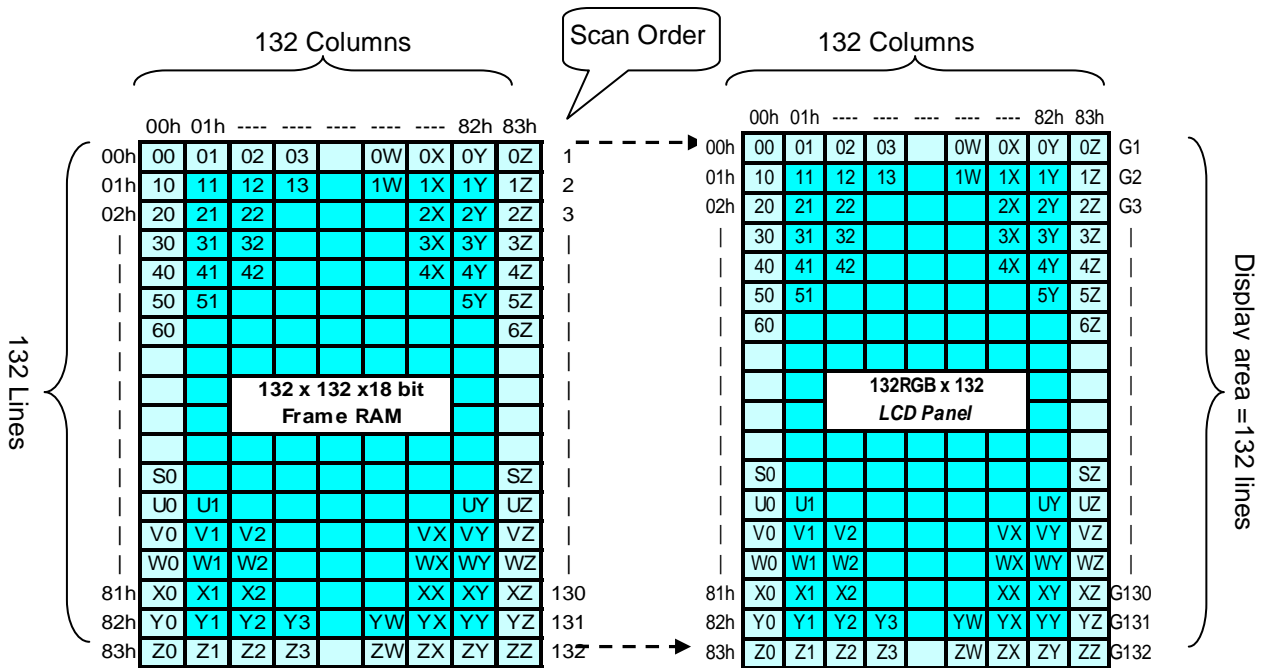 132 Columns
Scan Order
132 Columns
00h 01h ---- ---- ---- ---- ---- 82h 83h
00h 00 01 02 03 0W 0X 0Y 0Z 1
01h 10 11 12 13 1W 1X 1Y 1Z 2
02h 20 21 22 2X 2Y 2Z 3
30 31 32 3X 3Y 3Z
40 41 42 4X 4Y 4Z
50 51 5Y 5Z
60 6Z
132 x 132 x18 bit
Frame RAM
S0 SZ
U0 U1 UY UZ
V0 V1 V2 VX VY VZ
W0 W1 W2 WX WY WZ
81h X0 X1 X2 XX XY XZ 130
82h Y0 Y1 Y2 Y3 YW YX YY YZ 131
83h Z0 Z1 Z2 Z3 ZW ZX ZY ZZ 132
132 Lines
00h 01h ---- ---- ---- ---- ---- 82h 83h
00h 00 01 02 03 0W 0X 0Y 0Z G1
01h 10 11 12 13 1W 1X 1Y 1Z G2
02h 20 21 22 2X 2Y 2Z G3
30 31 32 3X 3Y 3Z
40 41 42 4X 4Y 4Z
50 51 5Y 5Z
60 6Z
132RGB x 132
LCD Panel
S0 SZ
U0 U1 UY UZ
V0 V1 V2 VX VY VZ
W0 W1 W2 WX WY WZ
81h X0 X1 X2 XX XY XZ G130
82h Y0 Y1 Y2 Y3 YW YX YY YZ G131
83h Z0 Z1 Z2 Z3 ZW ZX ZY ZZ G132
Display area =132 lines